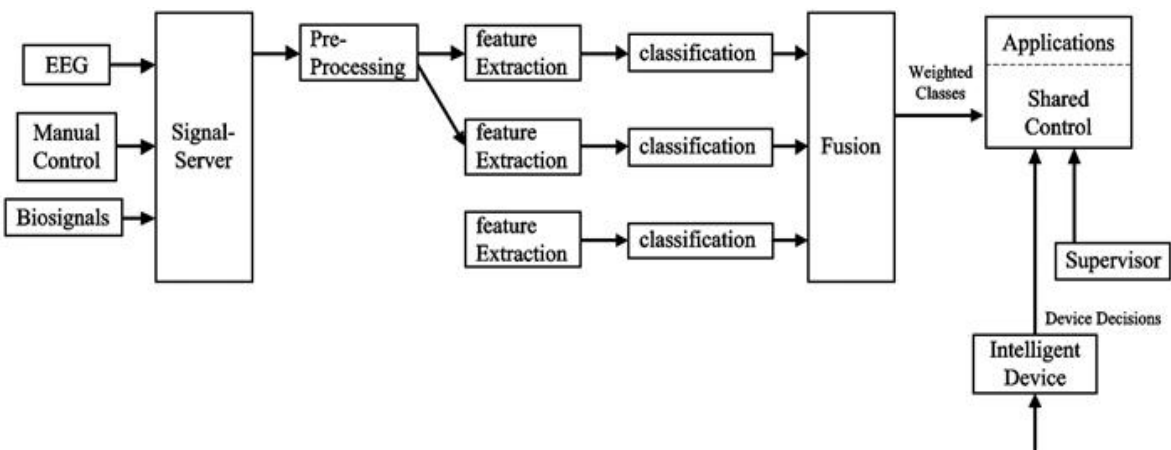 EEG
Manual
Control
Biosignals
Signal-
Server
Pre-
Processing
feature
Extraction
classification
feature
Extraction
classification
feature
Extraction
classification
Fusion
Weighted
Classes
Applications
Shared
Control
Supervisor
Device Decisions
Intelligent
Device